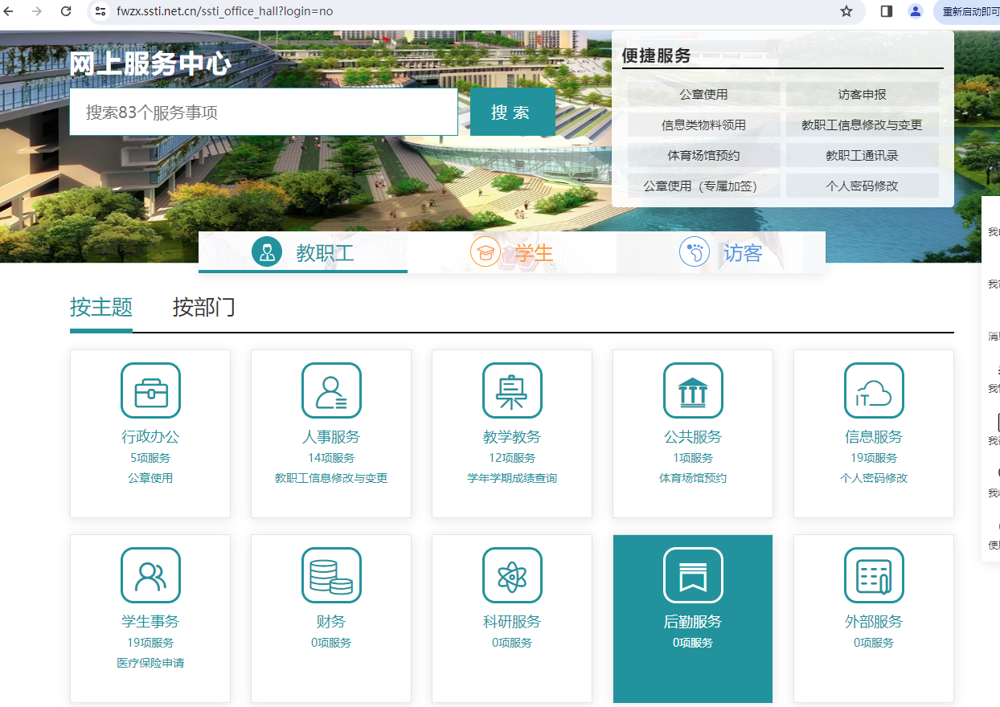 fwzx.ssti.net.cn/ssti_office_hall?login=no
重新启动即可
网上服务中心
搜索83个服务事项
搜 索
便捷服务
公章使用 访客申报
信息类物料领用 教职工信息修改与变更
体育场馆预约 教职工通讯录
公章使用（专属加签） 个人密码修改
教职工 学生 访客
按主题 按部门
行政办公 人事服务 教学教务 公共服务 信息服务
5项服务 14项服务 12项服务 1项服务 19项服务
公章使用 教职工信息修改与变更 学年学期成绩查询 体育场馆预约 个人密码修改
学生事务 财务 科研服务 后勤服务 外部服务
19项服务 0项服务 0项服务 0项服务 0项服务
医疗保险申请
我
我
消
我
我
我
使